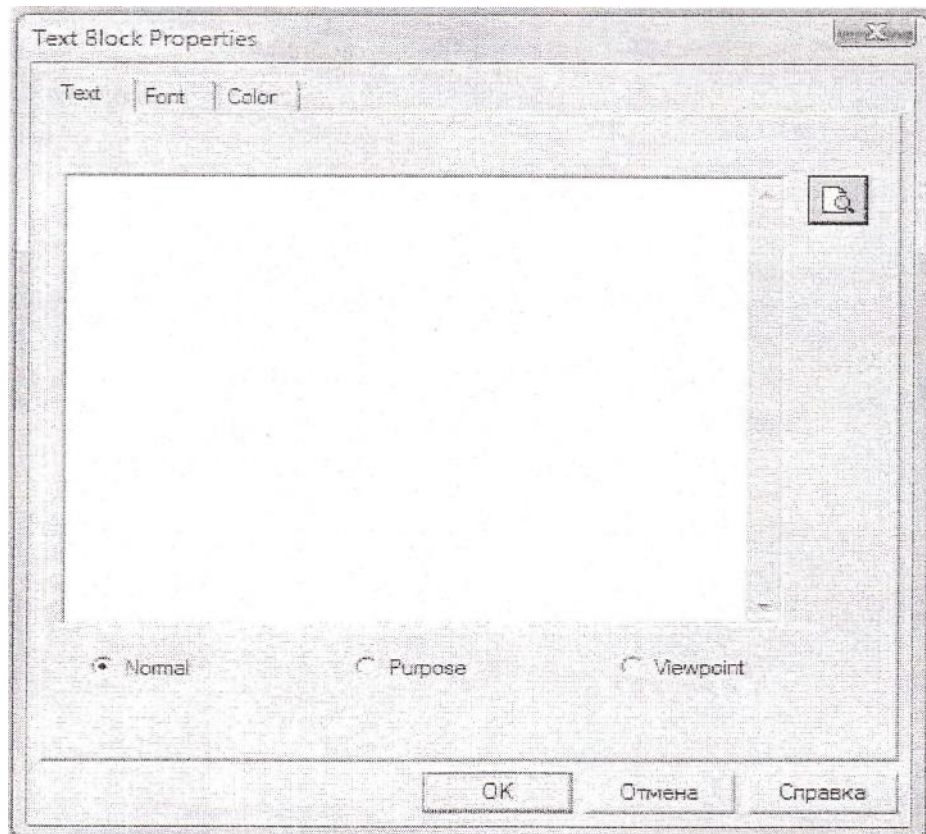 Text Block Properties
Text Font Color
Normal Purpose Viewpoint
OK Отмена Справка